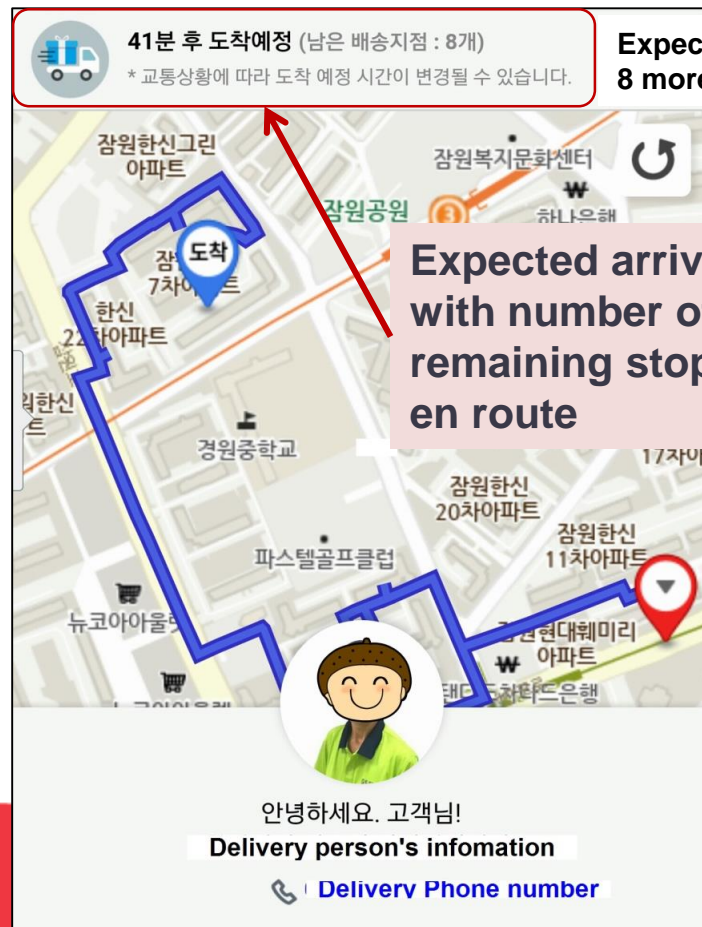 41분 후 도착예정 (남은 배송지점 : 8개)
* 교통상황에 따라 도착 예정 시간이 변경될 수 있습니다.
8 more
잠원한신그린
아파트
잠원복지문화센터
잠원공원
3
하나은행
도착
7차
한신
22차아파트
Expected
with number
remaining
en route
경원중학교
잠원한신
20차아파트
잠원한신
11차아파트
파스텔골프클럽
뉴코아아울렛
아파트
안녕하세요. 고객님!
Delivery person's infomation
Delivery Phone number